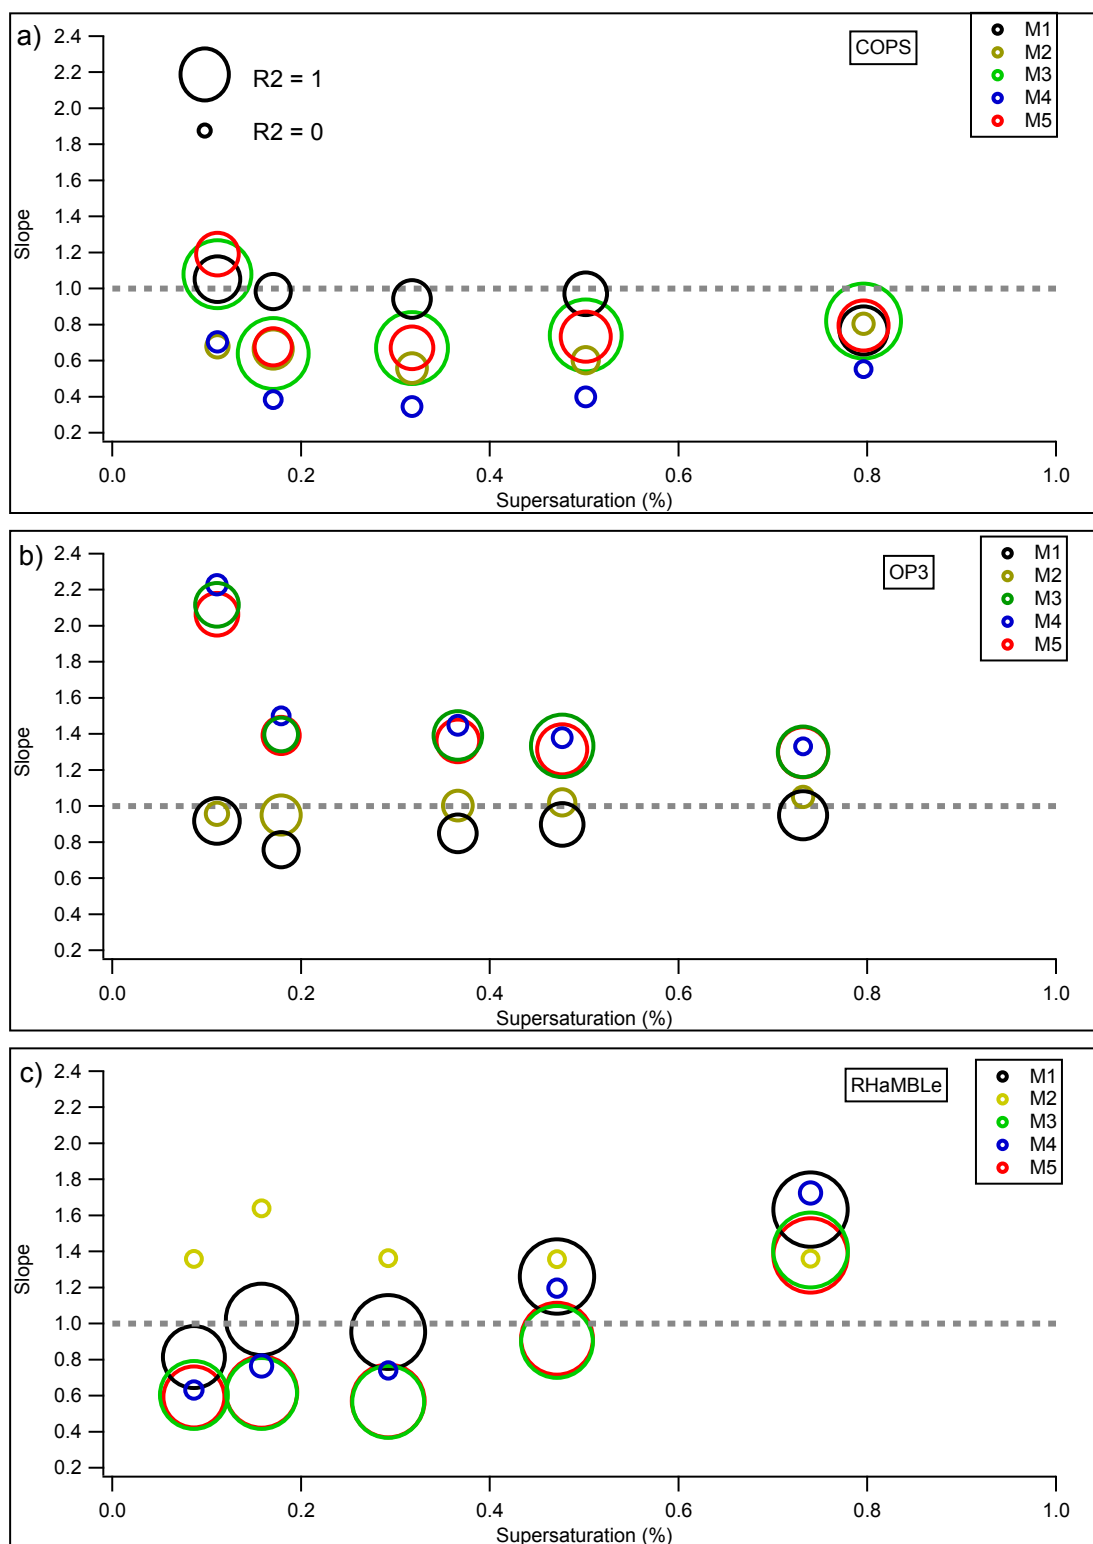 a)
COPS
M1
M2
M3
M4
M5
R2 = 1
R2 = 0
2.4
2.2
2.0
1.8
1.6
1.4
1.2
1.0
0.8
0.6
0.4
0.2
Slope
0.0
0.2
0.4
0.6
0.8
1.0
Supersaturation (%)
b)
OP3
M1
M2
M3
M4
M5
2.4
2.2
2.0
1.8
1.6
1.4
1.2
1.0
0.8
0.6
0.4
0.2
Slope
0.0
0.2
0.4
0.6
0.8
1.0
Supersaturation (%)
c)
RHaMBLe
M1
M2
M3
M4
M5
2.4
2.2
2.0
1.8
1.6
1.4
1.2
1.0
0.8
0.6
0.4
0.2
Slope
0.0
0.2
0.4
0.6
0.8
1.0
Supersaturation (%)